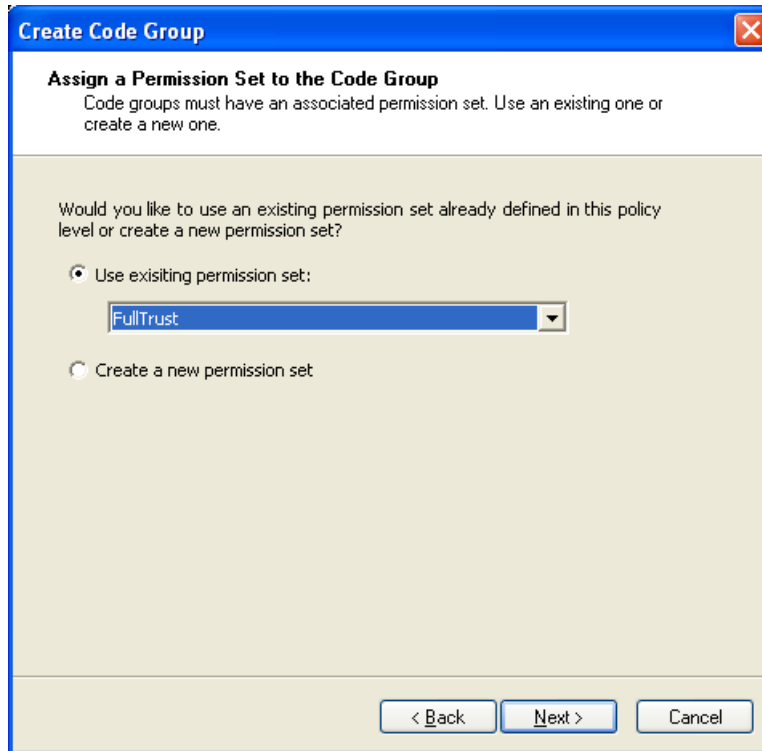 Create Code Group
Assign a Permission Set to the Code Group
Code groups must have an associated permission set. Use an existing one or
create a new one.
Would you like to use an existing permission set already defined in this policy
level or create a new permission set?
Use exisiting permission set:
FullTrust
Create a new permission set
< Back
Next >
Cancel